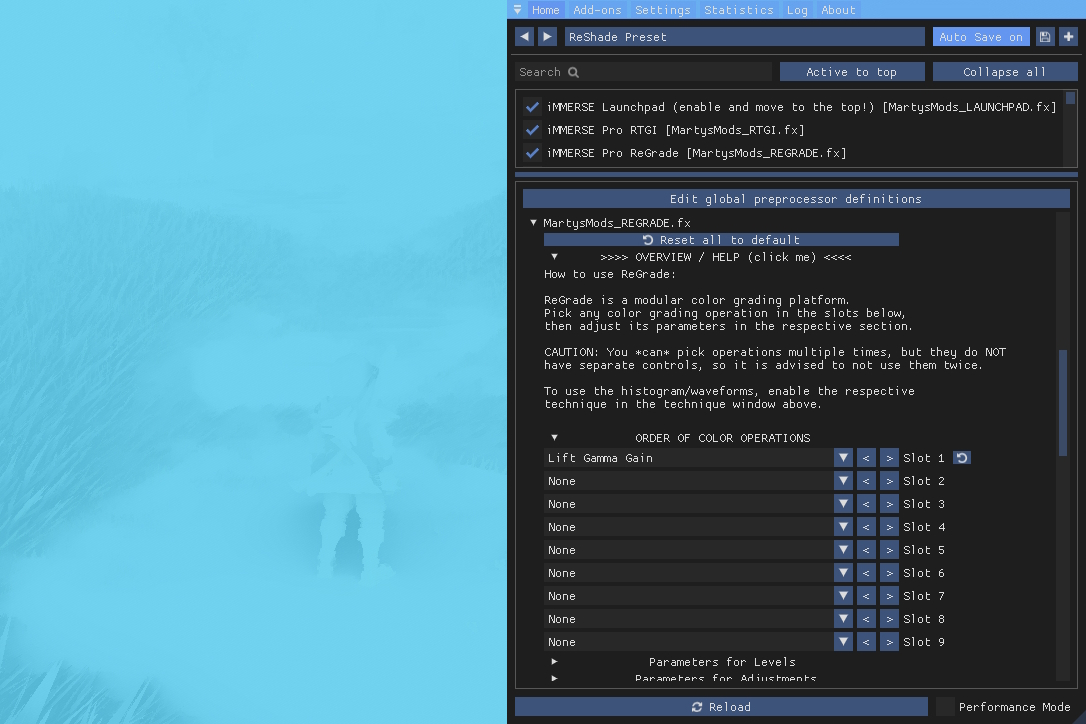 Home Add-ons Settings Statistics Log About
ReShade Preset Auto Save on
Search Active to top Collapse all
iMMERSE Launchpad (enable and move to the top!) [MartysMods_LAUNCHPAD.fx]
iMMERSE Pro RTGI [MartysMods_RTGI.fx]
iMMERSE Pro ReGrade [MartysMods_REGRADE.fx]
Edit global preprocessor definitions
MartysMods_REGRADE.fx
Reset all to default
>>>> OVERVIEW / HELP (click me) <<<<
How to use ReGrade:
ReGrade is a modular color grading platform.
Pick any color grading operation in the slots below,
then adjust its parameters in the respective section.
CAUTION: You *can* pick operations multiple times, but they do NOT
have separate controls, so it is advised to not use them twice.
To use the histogram/waveforms, enable the respective
technique in the technique window above.
ORDER OF COLOR OPERATIONS
Lift Gamma Gain < > Slot 1
None < > Slot 2
None < > Slot 3
None < > Slot 4
None < > Slot 5
None < > Slot 6
None < > Slot 7
None < > Slot 8
None < > Slot 9
Parameters for Levels
Parameters for Adjustments
Reload Performance Mode